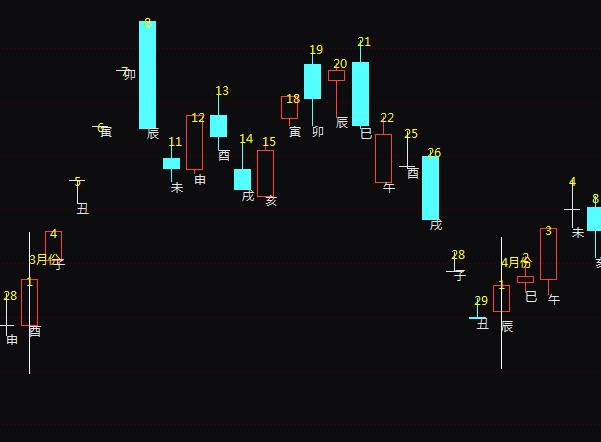 28
申
3月份
1
酉
4
子
5
丑
6
寅
7
卯
8
辰
11
未
12
申
13
酉
14
戌
15
亥
18
寅
19
卯
20
辰
21
巳
22
午
25
酉
26
戌
28
子
29
丑
4月份
1
辰
2
巳
3
午
4
未
8